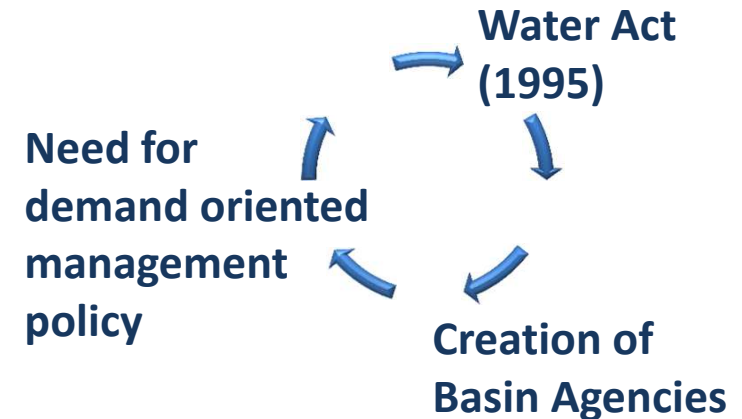 Water Act
(1995)
Need for
demand oriented
management
policy
Creation of
Basin Agencies